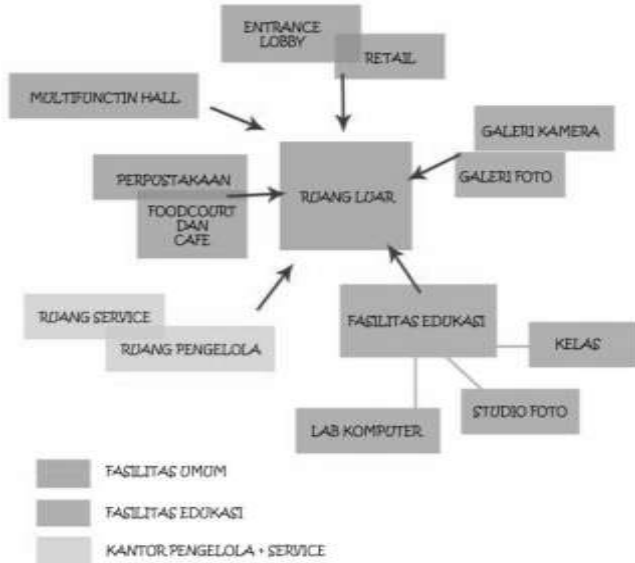 ENTRANCE
LOBBY
RETAIL
MULTIFUNCTIN HALL
GALERI KAMERA
GALERI FOTO
PERPUSTAKAAN
FOODCOURT
DAN
CAFE
RUANG LUAR
RUANG SERVICE
RUANG PENGELOLA
FASILITAS EDUKASI
KELAS
STUDIO FOTO
LAB KOMPUTER
FASILITAS UMUM
FASILITAS EDUKASI
KANTOR PENGELOLA + SERVICE